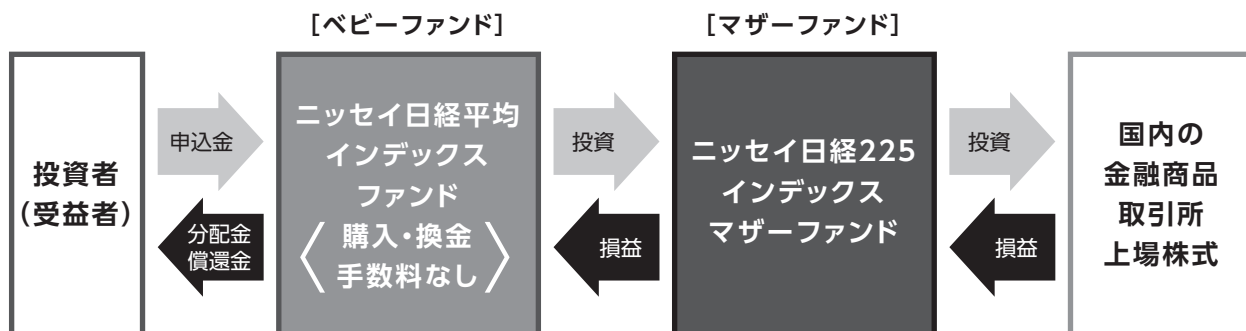 [ベビーファンド]
[マザーファンド]
投資者
(受益者)
申込金
分配金
償還金
ニッセイ日経平均
インデックス
ファンド
〈購入・換金
手数料なし〉
投資
損益
ニッセイ日経225
インデックス
マザーファンド
投資
損益
国内の
金融商品
取引所
上場株式